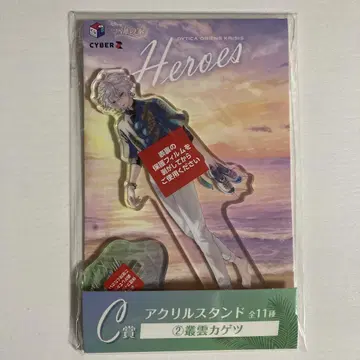 CYBER Z
Heroes
表裏の
保護フィルムを
剥がしてから
ご使用ください
C賞
アクリルスタンド 全11種
②叢雲カゲツ